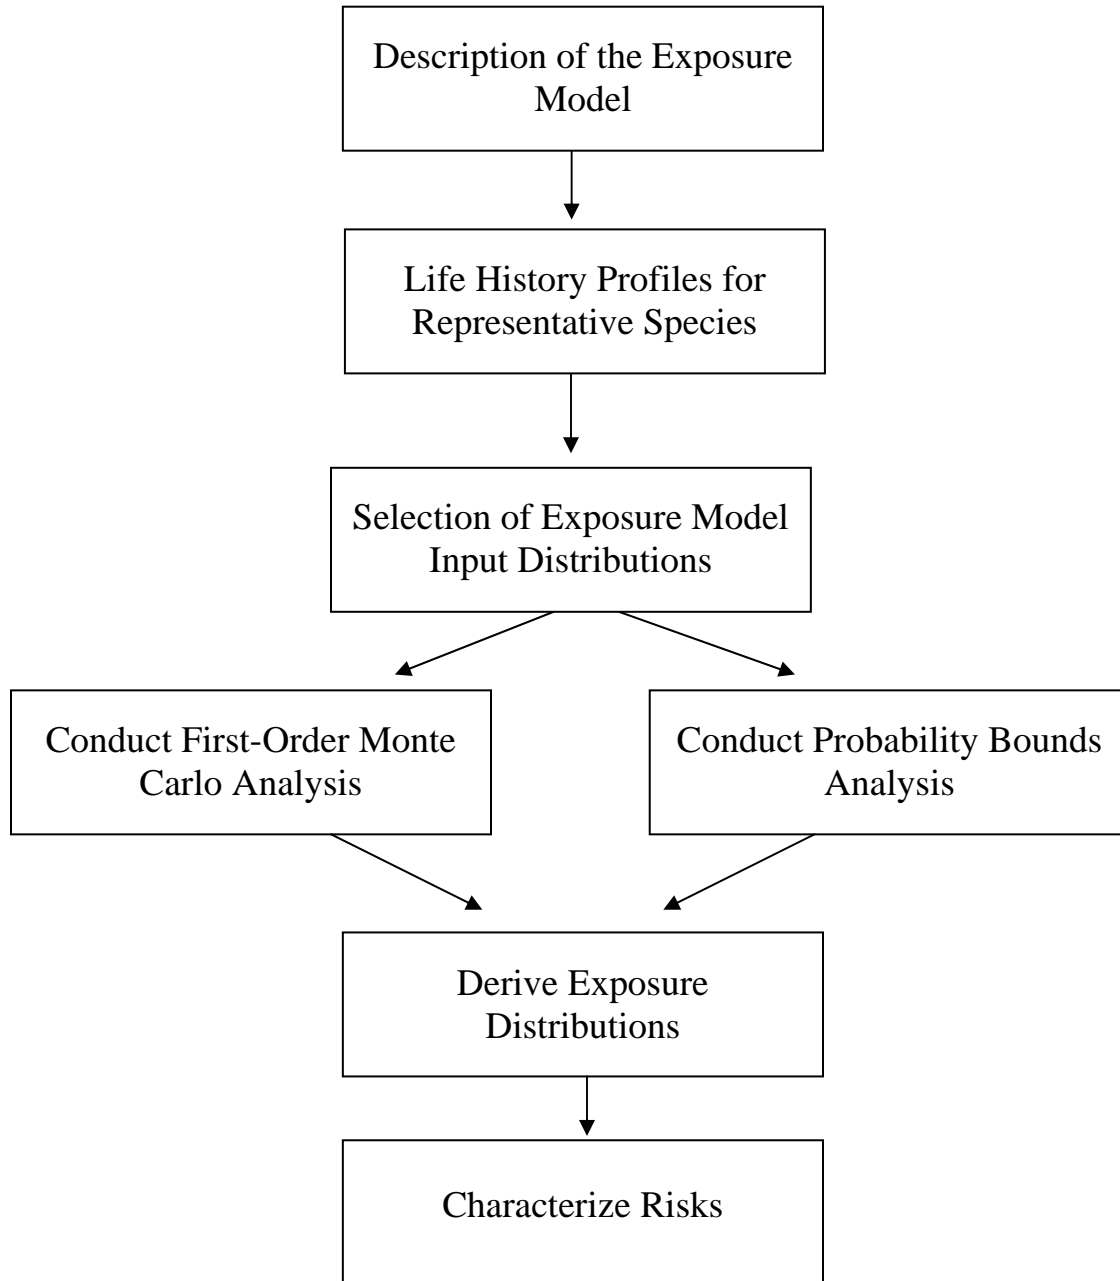 Description of the Exposure
Model
Life History Profiles for
Representative Species
Selection of Exposure Model
Input Distributions
Conduct First-Order Monte
Carlo Analysis
Conduct Probability Bounds
Analysis
Derive Exposure
Distributions
Characterize Risks